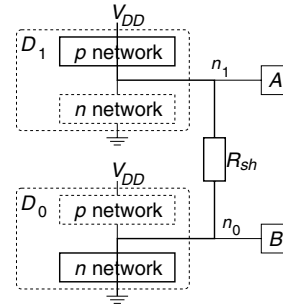 V_DD
D_1
p network
n_1
A
n network
R_sh
V_DD
D_0
p network
n_0
B
n network